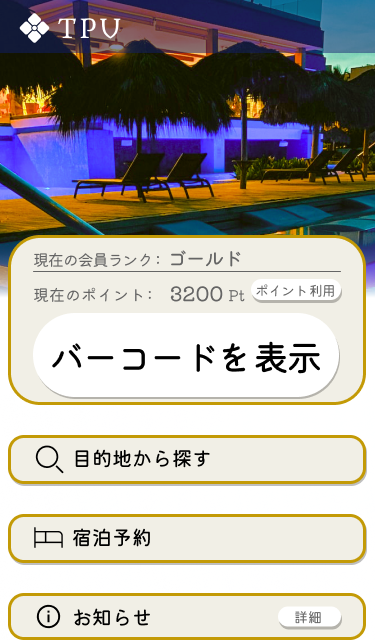 TPU
現在の会員ランク：ゴールド
現在のポイント： 3200 Pt ポイント利用
バーコードを表示
目的地から探す
宿泊予約
お知らせ 詳細